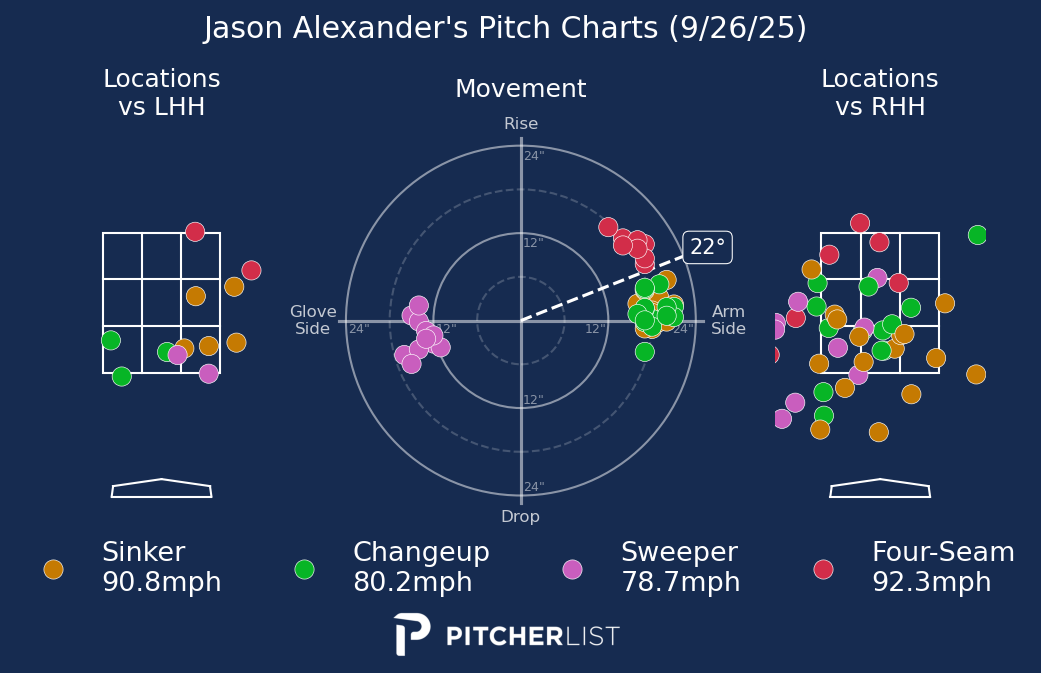 Jason Alexander's Pitch Charts (9/26/25)
Locations
vs LHH
Movement
Locations
vs RHH
Rise
24"
12"
22°
Glove
Side
24"
12"
12"
24"
Arm
Side
12"
24"
Drop
Sinker
90.8mph
Changeup
80.2mph
Sweeper
78.7mph
Four-Seam
92.3mph
PITCHERLIST